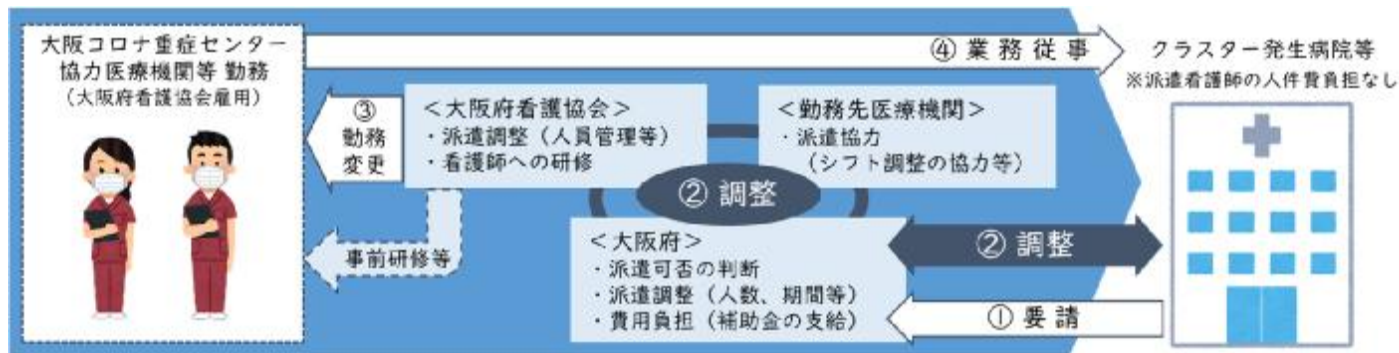 大阪コロナ重症センター
協力医療機関等 勤務
（大阪府看護協会雇用）
④ 業務従事
クラスター発生病院等
※派遣看護師の人件費負担なし
③
勤務
変更
＜大阪府看護協会＞
・派遣調整（人員管理等）
・看護師への研修
＜勤務先医療機関＞
・派遣協力
（シフト調整の協力等）
② 調整
事前研修等
＜大阪府＞
・派遣可否の判断
・派遣調整（人数、期間等）
・費用負担（補助金の支給）
② 調整
① 要請